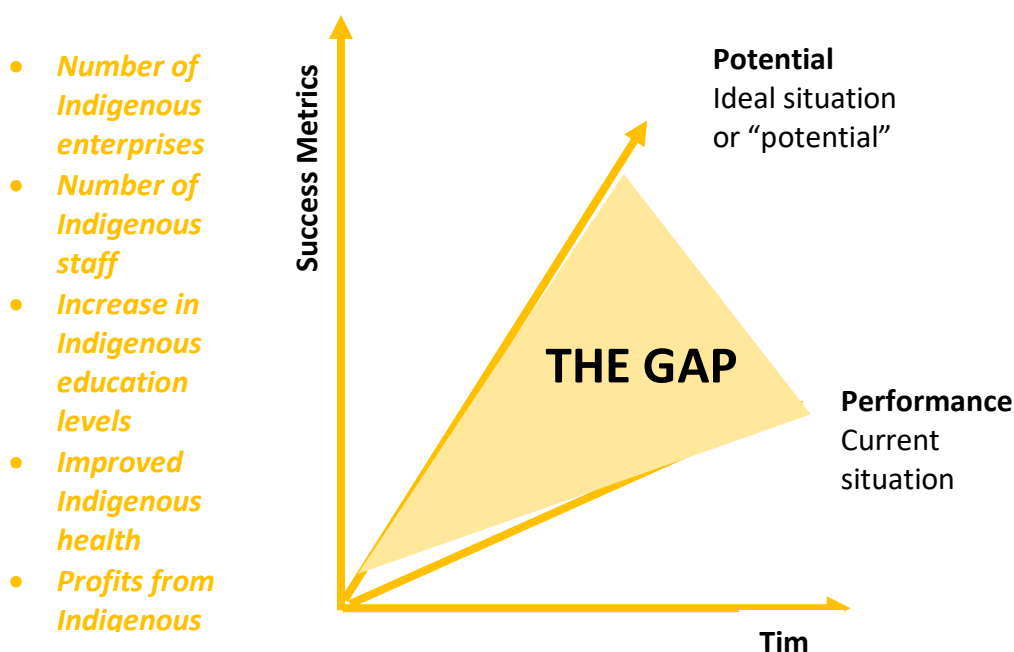 • Number of
Indigenous
enterprises
• Number of
Indigenous
staff
• Increase in
Indigenous
education
levels
• Improved
Indigenous
health
• Profits from
Indigenous
Success Metrics
Potential
Ideal situation
or “potential”
THE GAP
Performance
Current
situation
Tim